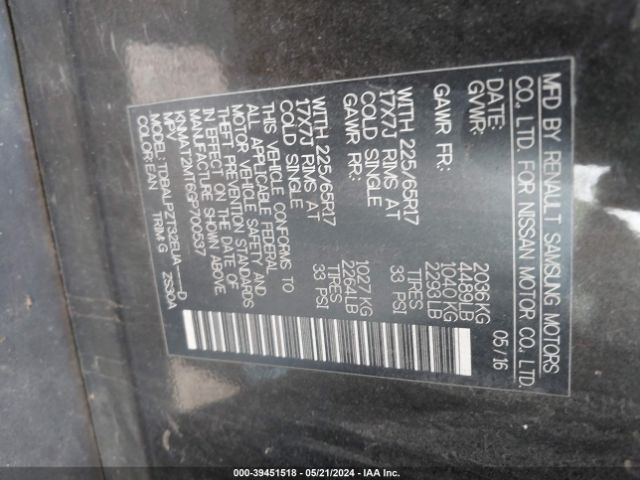 MFD BY RENAULT SAMSUNG MOTORS
CO., LTD. FOR NISSAN MOTOR CO., LTD.
DATE: 05/16
GVWR: 2036KG
4489LB
GAWR FR: 1040KG
2293LB
WITH 225/65R17 TIRES
17X7J RIMS AT 33 PSI
COLD SINGLE
GAWR RR: 1027KG
2264LB
WITH 225/65R17 TIRES
17X7J RIMS AT 33 PSI
COLD SINGLE
THIS VEHICLE CONFORMS TO
ALL APPLICABLE FEDERAL
MOTOR VEHICLE SAFETY AND
THEFT PREVENTION STANDARDS
IN EFFECT ON THE DATE OF
MANUFACTURE SHOWN ABOVE.
KNMAT2MT6GP700537
MPV
MODEL: TDBALPZT32EUA----D
COLOR: EAN TRIM: G 2S30A
000-39451518 - 05/21/2024 - IAA Inc.